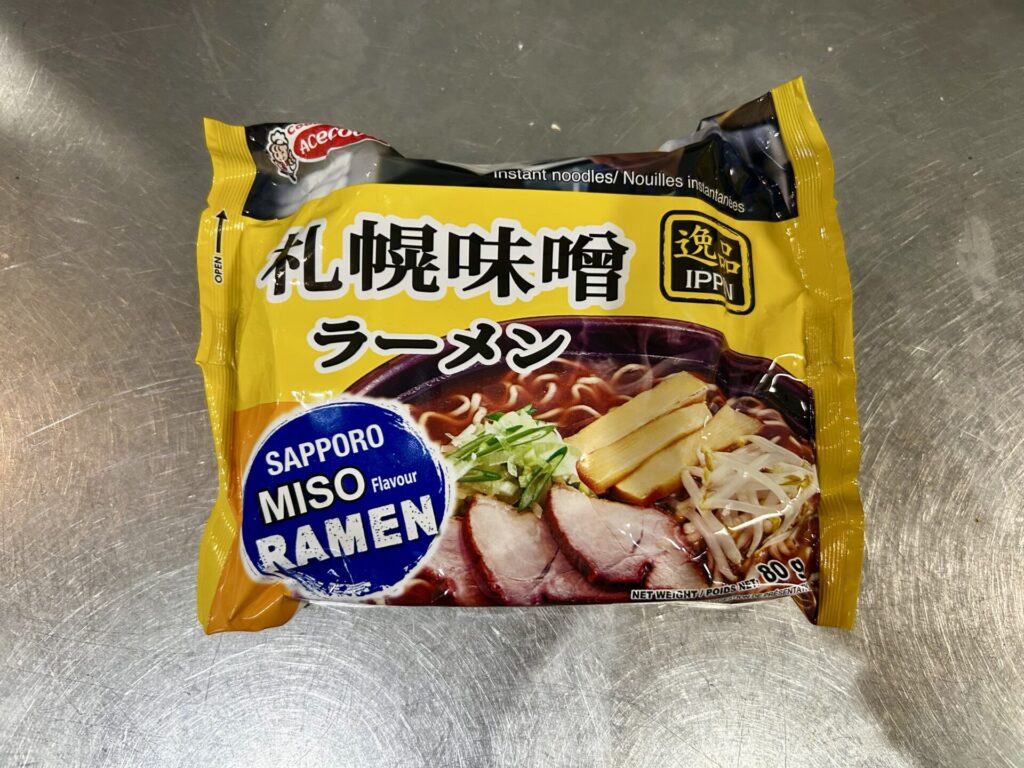 Instant noodles/ Nouilles instantanées
札幌味噌
ラーメン
逸品
IPPIN
OPEN
SAPPORO
MISO Flavour
RAMEN
NET WEIGHT / POIDS NET: 80 g